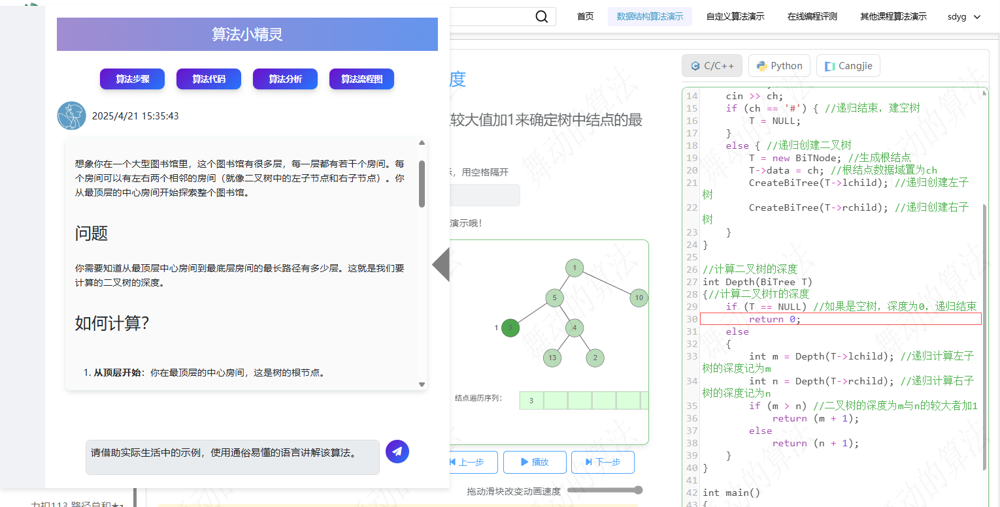 首页
数据结构算法演示
自定义算法演示
在线编程评测
其他课程算法演示
sdyg
算法小精灵
算法步骤
算法代码
算法分析
算法流程图
2025/4/21 15:35:43
想象你在一个大型图书馆里，这个图书馆有很多层，每一层都有若干个房间。每
个房间可以有左右两个相邻的房间（就像二叉树中的左子节点和右子节点）。你
从最顶层的中心房间开始探索整个图书馆。
问题
你需要知道从最顶层中心房间到最底层房间的最长路径有多少层。这就是我们要
计算的二叉树的深度。
如何计算？
1. 从顶层开始：你在最顶层的中心房间，这是树的根节点。
请借助实际生活中的示例，使用通俗易懂的语言讲解该算法。
度
较大值加1来确定树中结点的最
，用空格隔开
演示哦！
1
5
10
1
3
4
13
2
结点遍历序列：
3
上一步
播放
下一步
拖动滑块改变动画速度
力扣113.路径总和★
C/C++
Python
Cangjie
14 cin >> ch;
15 if (ch == '#') { //递归结束，建空树
16 T = NULL;
17 }
18 else { //递归创建二叉树
19 T = new BiTNode; //生成根结点
20 T->data = ch; //根结点数据域置为ch
21 CreateBiTree(T->lchild); //递归创建左子
树
22 CreateBiTree(T->rchild); //递归创建右子
树
23 }
24 }
25
26 //计算二叉树的深度
27 int Depth(BiTree T)
28 {//计算二叉树T的深度
29 if (T == NULL) //如果是空树，深度为0，递归结束
30 return 0;
31 else
32 {
33 int m = Depth(T->lchild); //递归计算左子
树的深度记为m
34 int n = Depth(T->rchild); //递归计算右子
树的深度记为n
35 if (m > n) //二叉树的深度为m与n的较大者加1
36 return (m + 1);
37 else
38 return (n + 1);
39 }
40 }
41
42 int main()
43 {
舞动的算法
舞动的算法
舞动的算法
舞动的算法
舞动的算法
舞动的算法